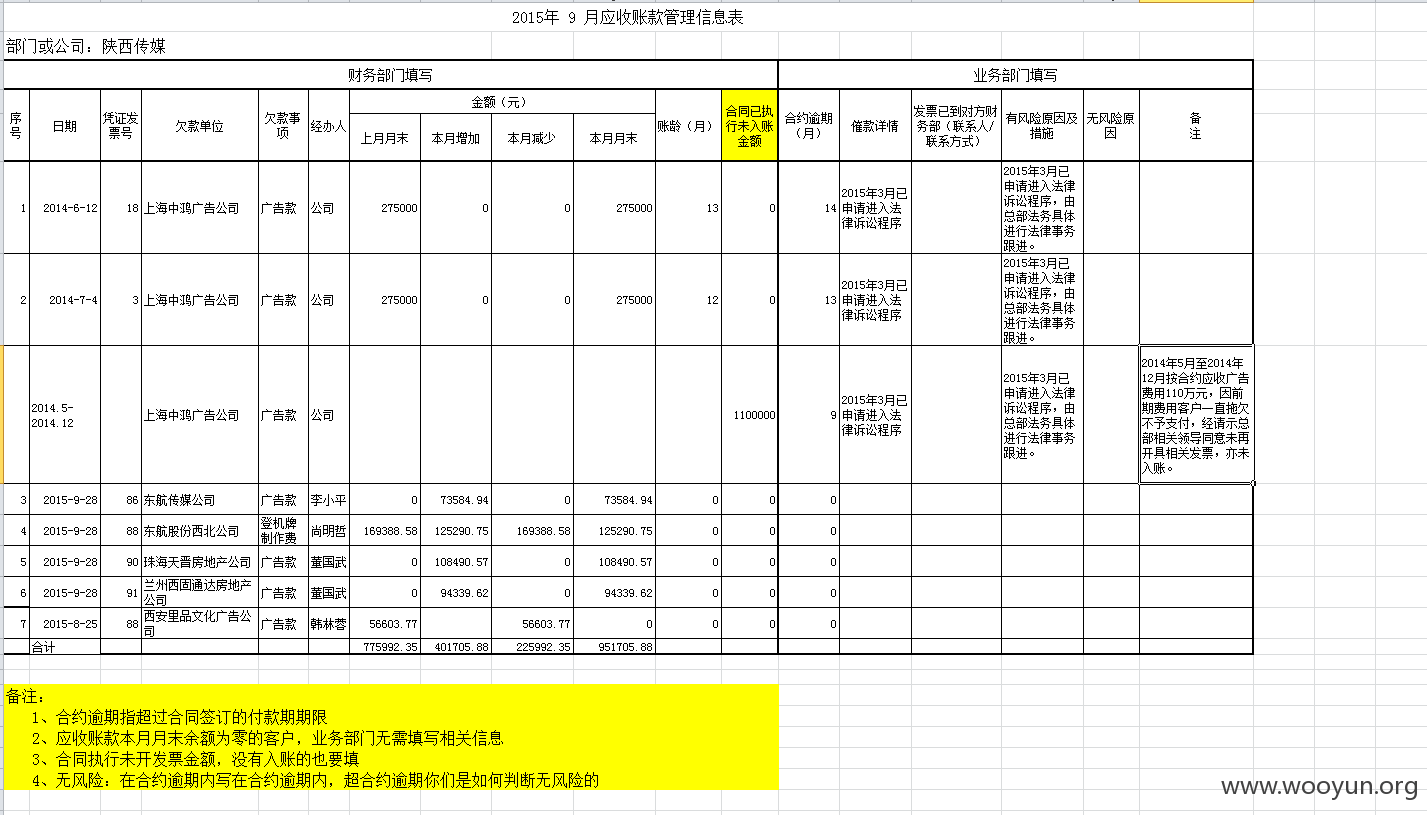 2015年 9 月应收账款管理信息表
部门或公司：陕西传媒
财务部门填写 业务部门填写
序号 日期 凭证发票号 欠款单位 欠款事项 经办人 金额（元） 账龄（月） 合同已执行未入账金额 合约逾期（月） 催款详情 发票已到对方财务部（联系人/联系方式） 有风险原因及措施 无风险原因 备注
上月月末 本月增加 本月减少 本月月末
1 2014-6-12 18 上海中鸿广告公司 广告款 公司 275000 0 0 275000 13 0 14 2015年3月已申请进入法律诉讼程序 2015年3月已申请进入法律诉讼程序，由总部法务具体进行法律事务跟进。
2 2014-7-4 3 上海中鸿广告公司 广告款 公司 275000 0 0 275000 12 0 13 2015年3月已申请进入法律诉讼程序 2015年3月已申请进入法律诉讼程序，由总部法务具体进行法律事务跟进。
2014.5-2014.12 上海中鸿广告公司 广告款 公司 1100000 9 2015年3月已申请进入法律诉讼程序 2015年3月已申请进入法律诉讼程序，由总部法务具体进行法律事务跟进。 2014年5月至2014年12月按合约应收广告费用110万元，因前期费用客户一直拖欠不予支付，经请示总部相关领导同意未再开具相关发票，亦未入账。
3 2015-9-28 86 东航传媒公司 广告款 李小平 0 73584.94 0 73584.94 0 0 0
4 2015-9-28 88 东航股份西北公司 登机牌制作费 尚明哲 169388.58 125290.75 169388.58 125290.75 0 0 0
5 2015-9-28 90 珠海天晋房地产公司 广告款 董国武 0 108490.57 0 108490.57 0 0 0
6 2015-9-28 91 兰州西固通达房地产公司 广告款 董国武 0 94339.62 0 94339.62 0 0 0
7 2015-8-25 88 西安里品文化广告公司 广告款 韩林蓉 56603.77 56603.77 0 0 0 0
合计 775992.35 401705.88 225992.35 951705.88
备注：
1、合约逾期指超过合同签订的付款期期限
2、应收账款本月月末余额为零的客户，业务部门无需填写相关信息
3、合同执行未开发票金额，没有入账的也要填
4、无风险：在合约逾期内写在合约逾期内，超合约逾期你们是如何判断无风险的
www.wooyun.org